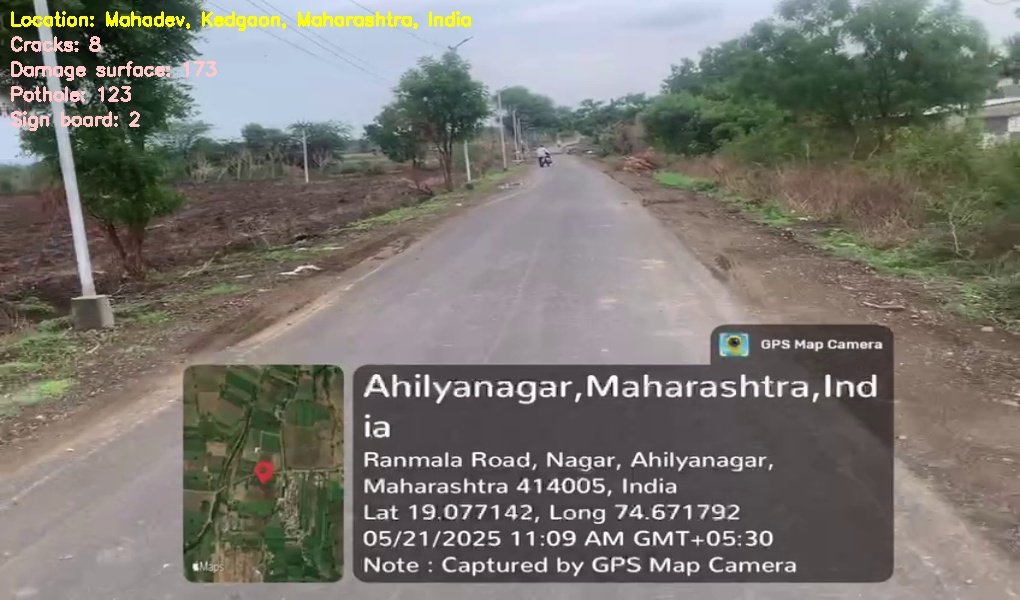 Location: Mahadev, Kedgaon, Maharashtra, India
Cracks: 8
Damage surface: 173
Pothole: 123
Sign board: 2
GPS Map Camera
Ahilyanagar,Maharashtra,Ind
ia
Ranmala Road, Nagar, Ahilyanagar,
Maharashtra 414005, India
Lat 19.077142, Long 74.671792
05/21/2025 11:09 AM GMT+05:30
Note : Captured by GPS Map Camera
Maps